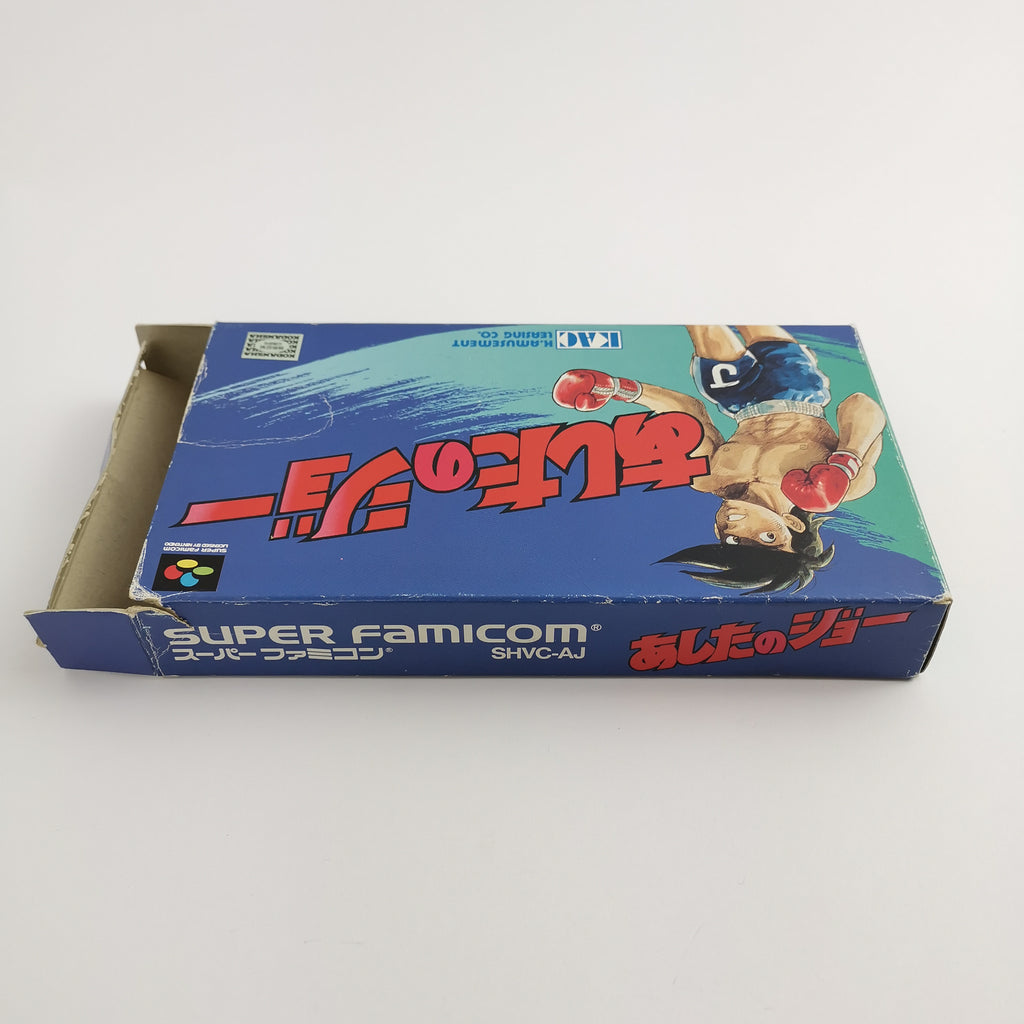 KAC
H.AMUSEMENT
LEASING CO.
KODANSHA
J
あしたのジョー
SUPER FAMICOM
LICENSED BY NINTENDO
SUPER FAMICOM®
スーパーファミコン®
SHVC-AJ
あしたのジョー